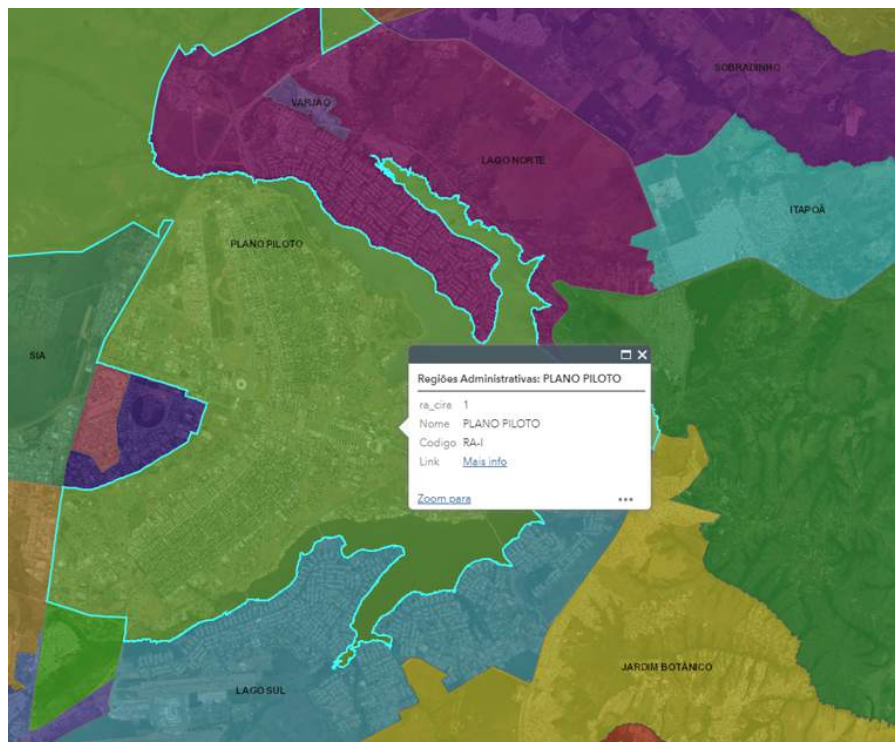 SOBRADINHO
VARJÃO
LAGO NORTE
ITAPOÃ
PLANO PILOTO
SIA
Regiões Administrativas: PLANO PILOTO
ra_cira 1
Nome PLANO PILOTO
Codigo RA-I
Link Mais info
Zoom para
JARDIM BOTÂNICO
LAGO SUL